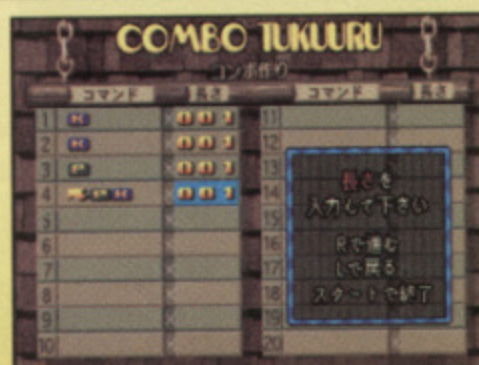 COMBO TUKUURU
コンボ作り
コマンド 長さ コマンド 長さ
1 K × 001 11
2 K × 001 12
3 P × 001 13
4 P K × 001 14
5 15
6 16
7 17
8 18
9 19
10 20
長さを
入力して下さい
Rで進む
Lで戻る
スタートで終了